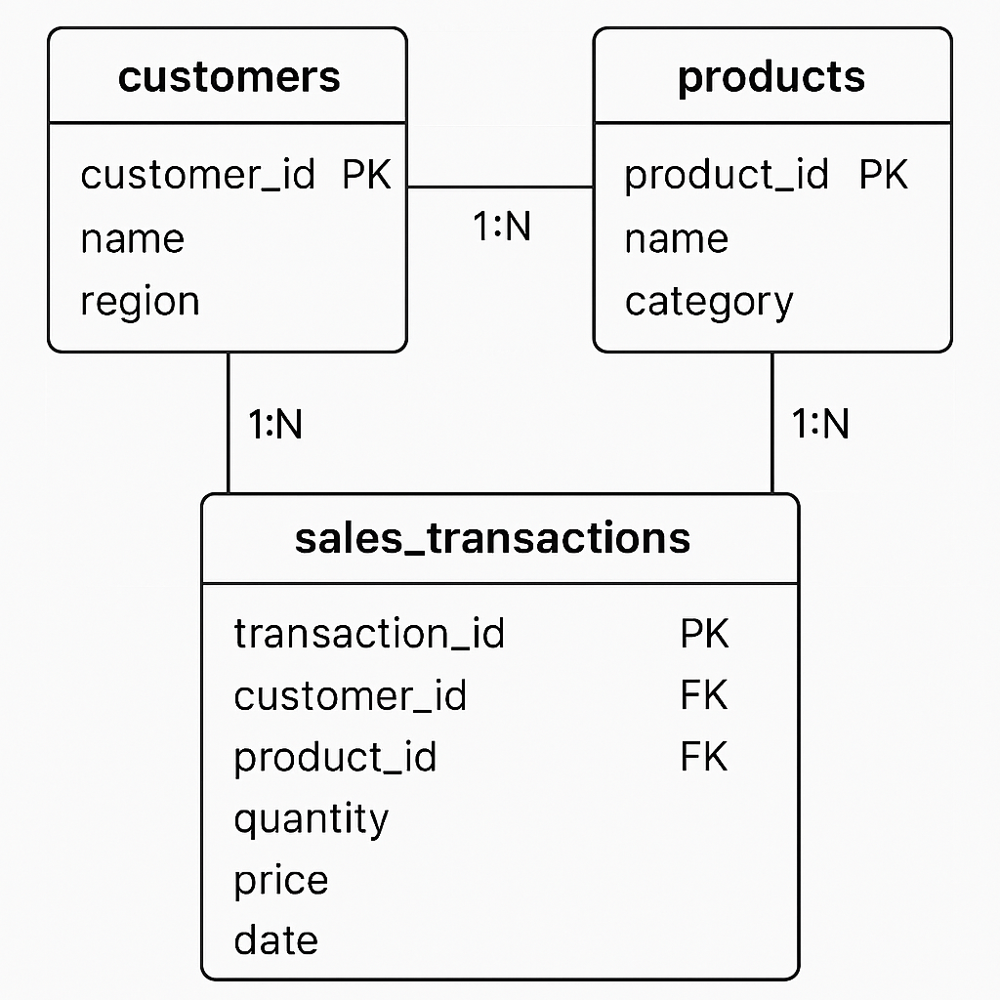 customers
customer_id PK
name
region
1:N
products
product_id PK
name
category
1:N
1:N
sales_transactions
transaction_id PK
customer_id FK
product_id FK
quantity
price
date